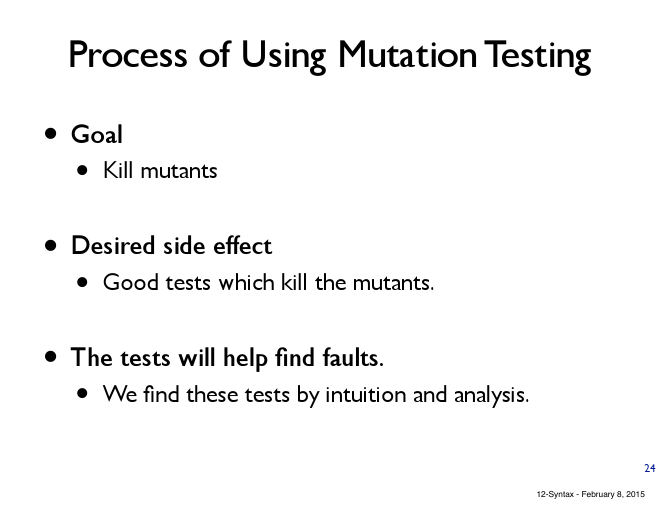 Process of Using Mutation Testing
• Goal
• Kill mutants
• Desired side effect
• Good tests which kill the mutants.
• The tests will help find faults.
• We find these tests by intuition and analysis.
24
12-Syntax - February 8, 2015